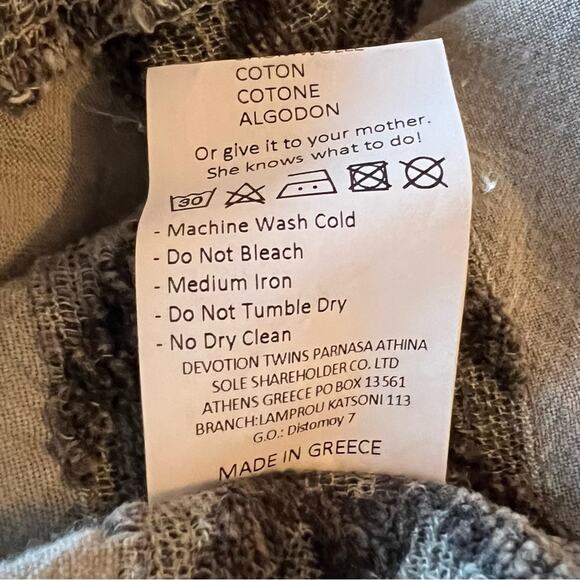 COTON
COTONE
ALGODON
Or give it to your mother.
She knows what to do!
30
- Machine Wash Cold
- Do Not Bleach
- Medium Iron
- Do Not Tumble Dry
- No Dry Clean
DEVOTION TWINS PARNASA ATHINA
SOLE SHAREHOLDER CO. LTD
ATHENS GREECE PO BOX 13561
BRANCH:LAMPROU KATSONI 113
G.O.: Distomoy 7
MADE IN GREECE